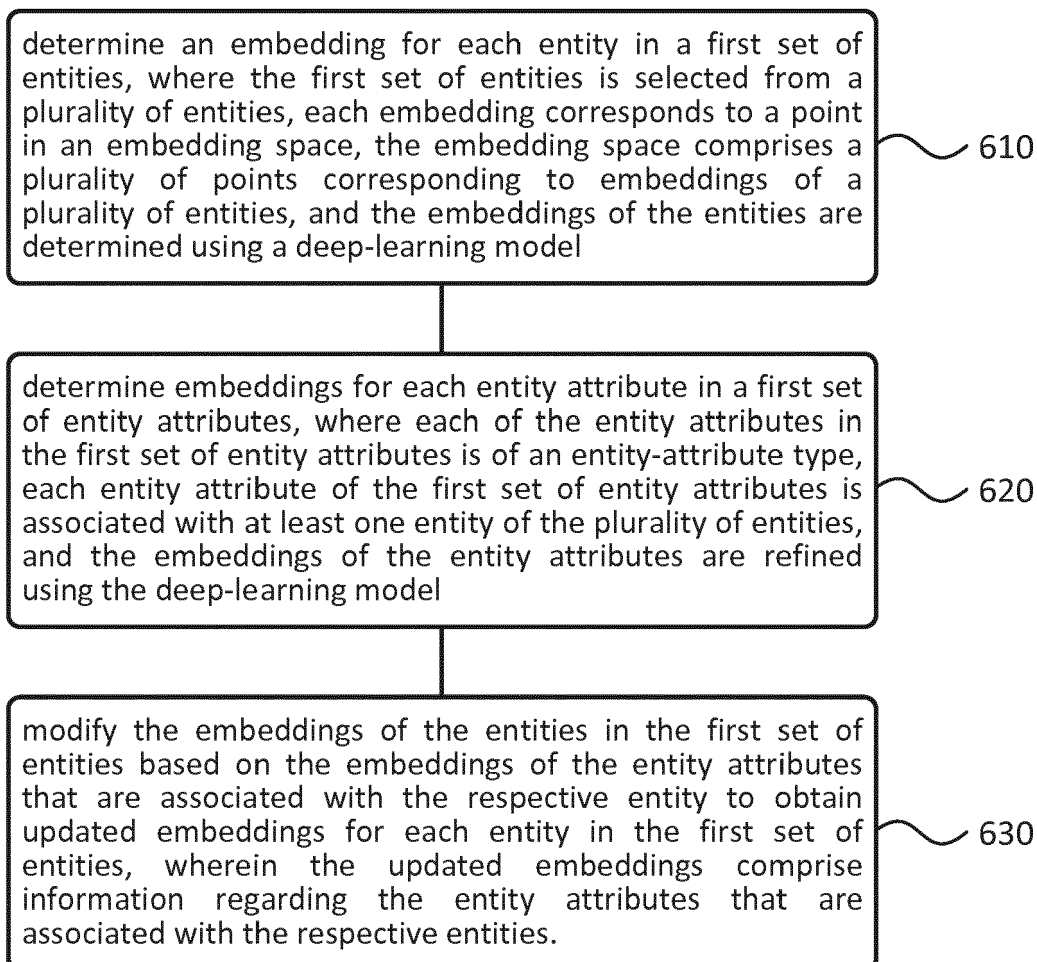 determine an embedding for each entity in a first set of
entities, where the first set of entities is selected from a
plurality of entities, each embedding corresponds to a point
in an embedding space, the embedding space comprises a
plurality of points corresponding to embeddings of a
plurality of entities, and the embeddings of the entities are
determined using a deep-learning model
610
determine embeddings for each entity attribute in a first set
of entity attributes, where each of the entity attributes in
the first set of entity attributes is of an entity-attribute type,
each entity attribute of the first set of entity attributes is
associated with at least one entity of the plurality of entities,
and the embeddings of the entity attributes are refined
using the deep-learning model
620
modify the embeddings of the entities in the first set of
entities based on the embeddings of the entity attributes
that are associated with the respective entity to obtain
updated embeddings for each entity in the first set of
entities, wherein the updated embeddings comprise
information regarding the entity attributes that are
associated with the respective entities.
630